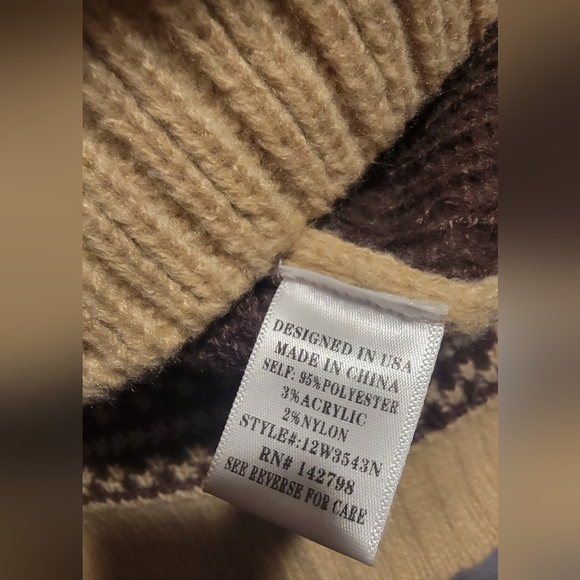 DESIGNED IN USA
MADE IN CHINA
SELF: 95%POLYESTER
3%ACRYLIC
2%NYLON
STYLE#:12W3543N
RN# 142798
SEE REVERSE FOR CARE